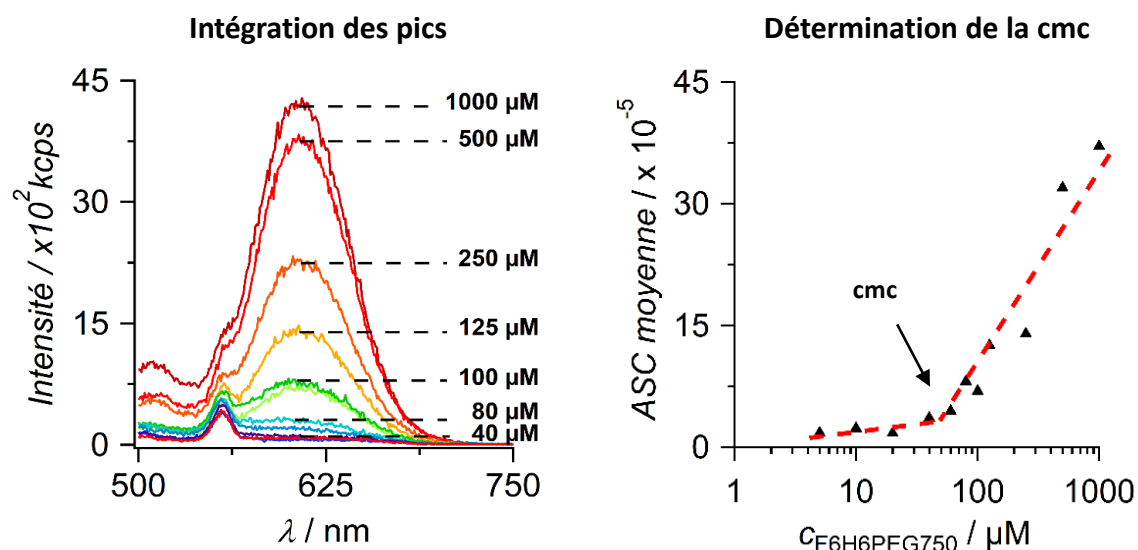 Intégration des pics
45
30
15
0
Intensité / x10² kcps
1000 µM
500 µM
250 µM
125 µM
100 µM
80 µM
40 µM
500
625
750
λ / nm
Détermination de la cmc
45
30
15
0
ASC moyenne / x 10⁻⁵
cmc
1
10
100
1000
cF6H6PEG750 / µM